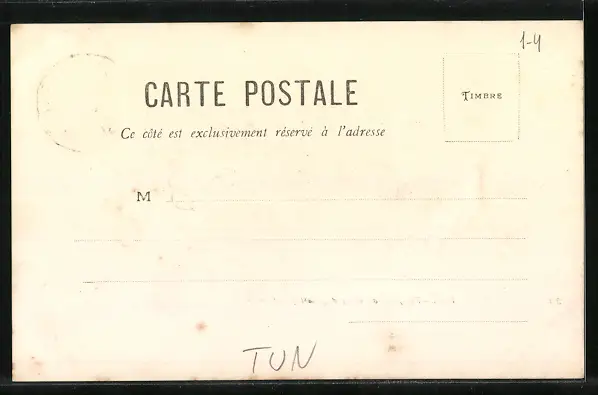 1-4
CARTE POSTALE
TIMBRE
Ce côté est exclusivement réservé à l'adresse
M
TUN